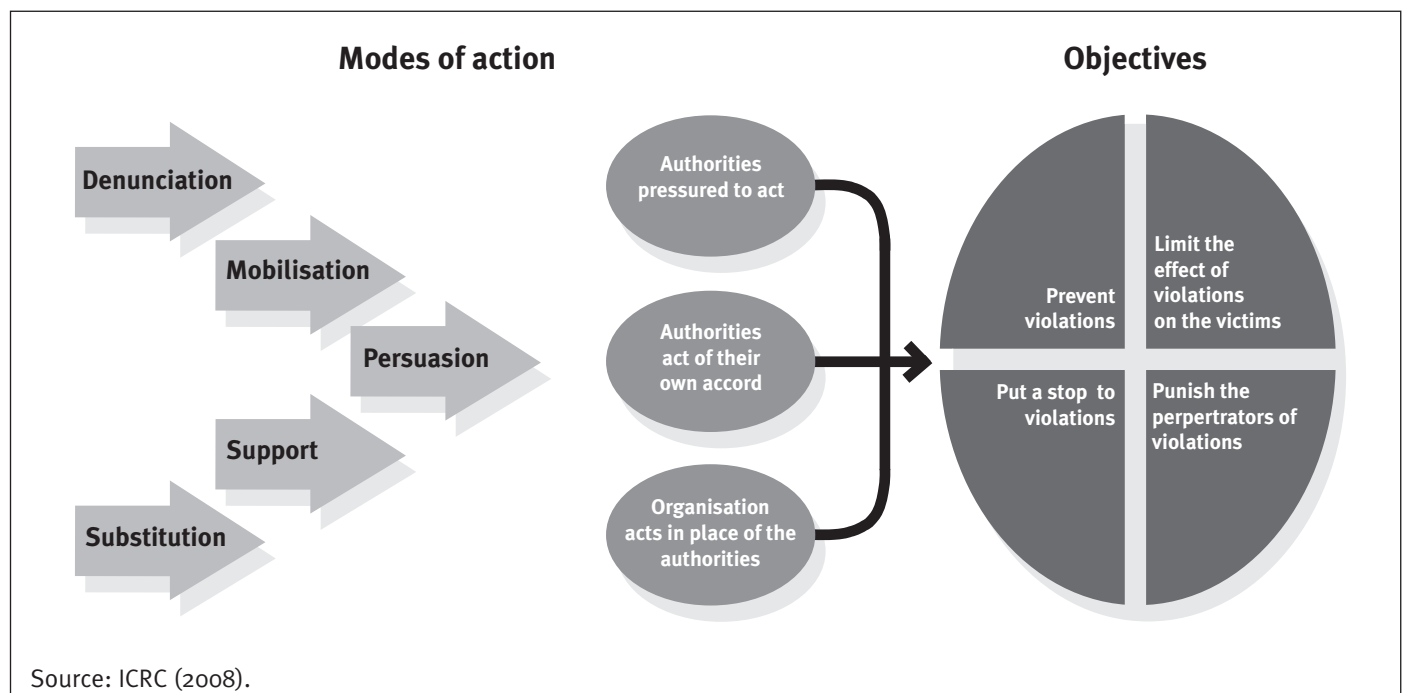 Modes of action
Objectives
Denunciation
Mobilisation
Persuasion
Support
Substitution
Authorities
pressured to act
Authorities
act of their
own accord
Organisation
acts in place of the
authorities
Prevent
violations
Limit the
effect of
violations
on the victims
Put a stop to
violations
Punish the
perpertrators of
violations
Source: ICRC (2008).